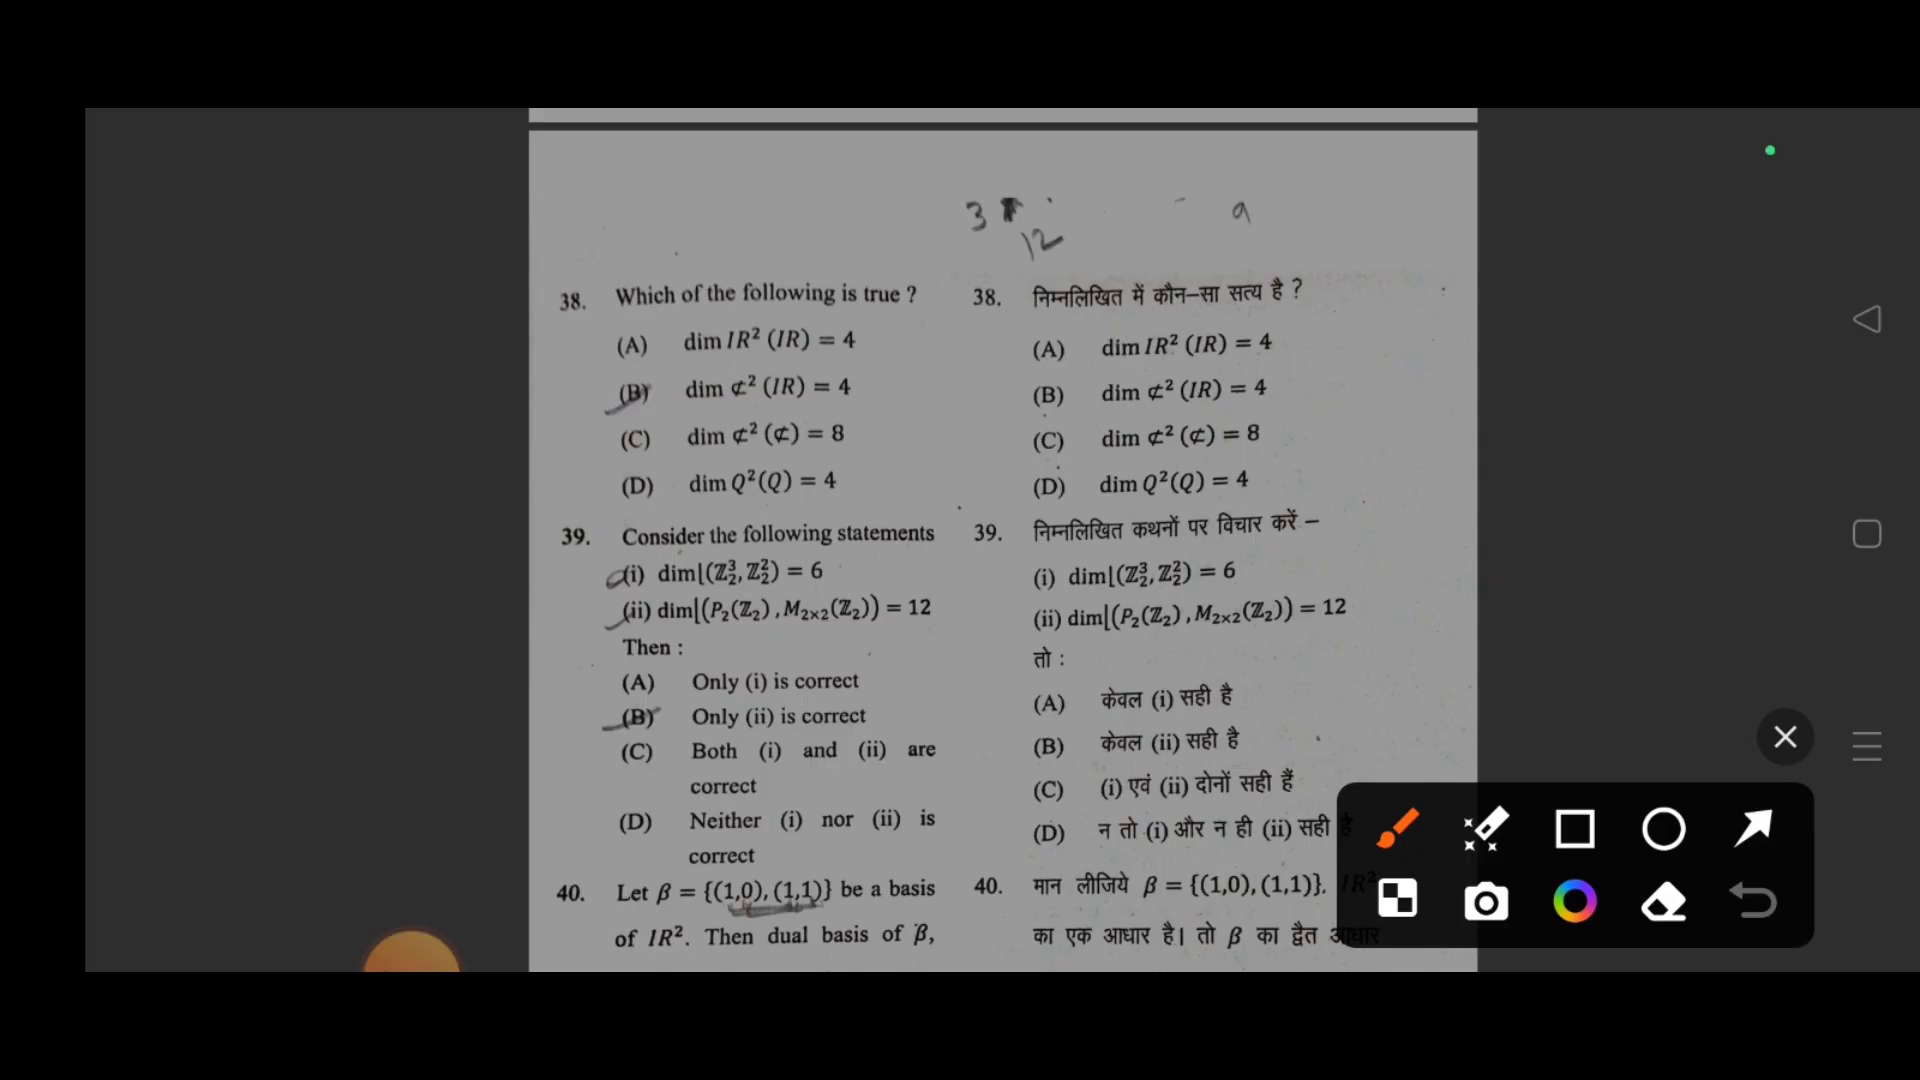 3
12
9
38. Which of the following is true ?
(A) dim IR² (IR) = 4
(B) dim ⊄² (IR) = 4
(C) dim ⊄² (⊄) = 8
(D) dim Q²(Q) = 4
39. Consider the following statements
(i) dim⌊(ℤ₂³, ℤ₂²) = 6
(ii) dim⌊(P₂(ℤ₂) , M₂ₓ₂(ℤ₂)) = 12
Then :
(A) Only (i) is correct
(B) Only (ii) is correct
(C) Both (i) and (ii) are
correct
(D) Neither (i) nor (ii) is
correct
40. Let β = {(1,0), (1,1)} be a basis
of IR². Then dual basis of β,
38. निम्नलिखित में कौन–सा सत्य है ?
(A) dim IR² (IR) = 4
(B) dim ⊄² (IR) = 4
(C) dim ⊄² (⊄) = 8
(D) dim Q²(Q) = 4
39. निम्नलिखित कथनों पर विचार करें –
(i) dim⌊(ℤ₂³, ℤ₂²) = 6
(ii) dim⌊(P₂(ℤ₂) , M₂ₓ₂(ℤ₂)) = 12
तो :
(A) केवल (i) सही है
(B) केवल (ii) सही है
(C) (i) एवं (ii) दोनों सही हैं
(D) न तो (i) और न ही (ii) सही है
40. मान लीजिये β = {(1,0), (1,1)}, IR²
का एक आधार है। तो β का द्वैत आधार